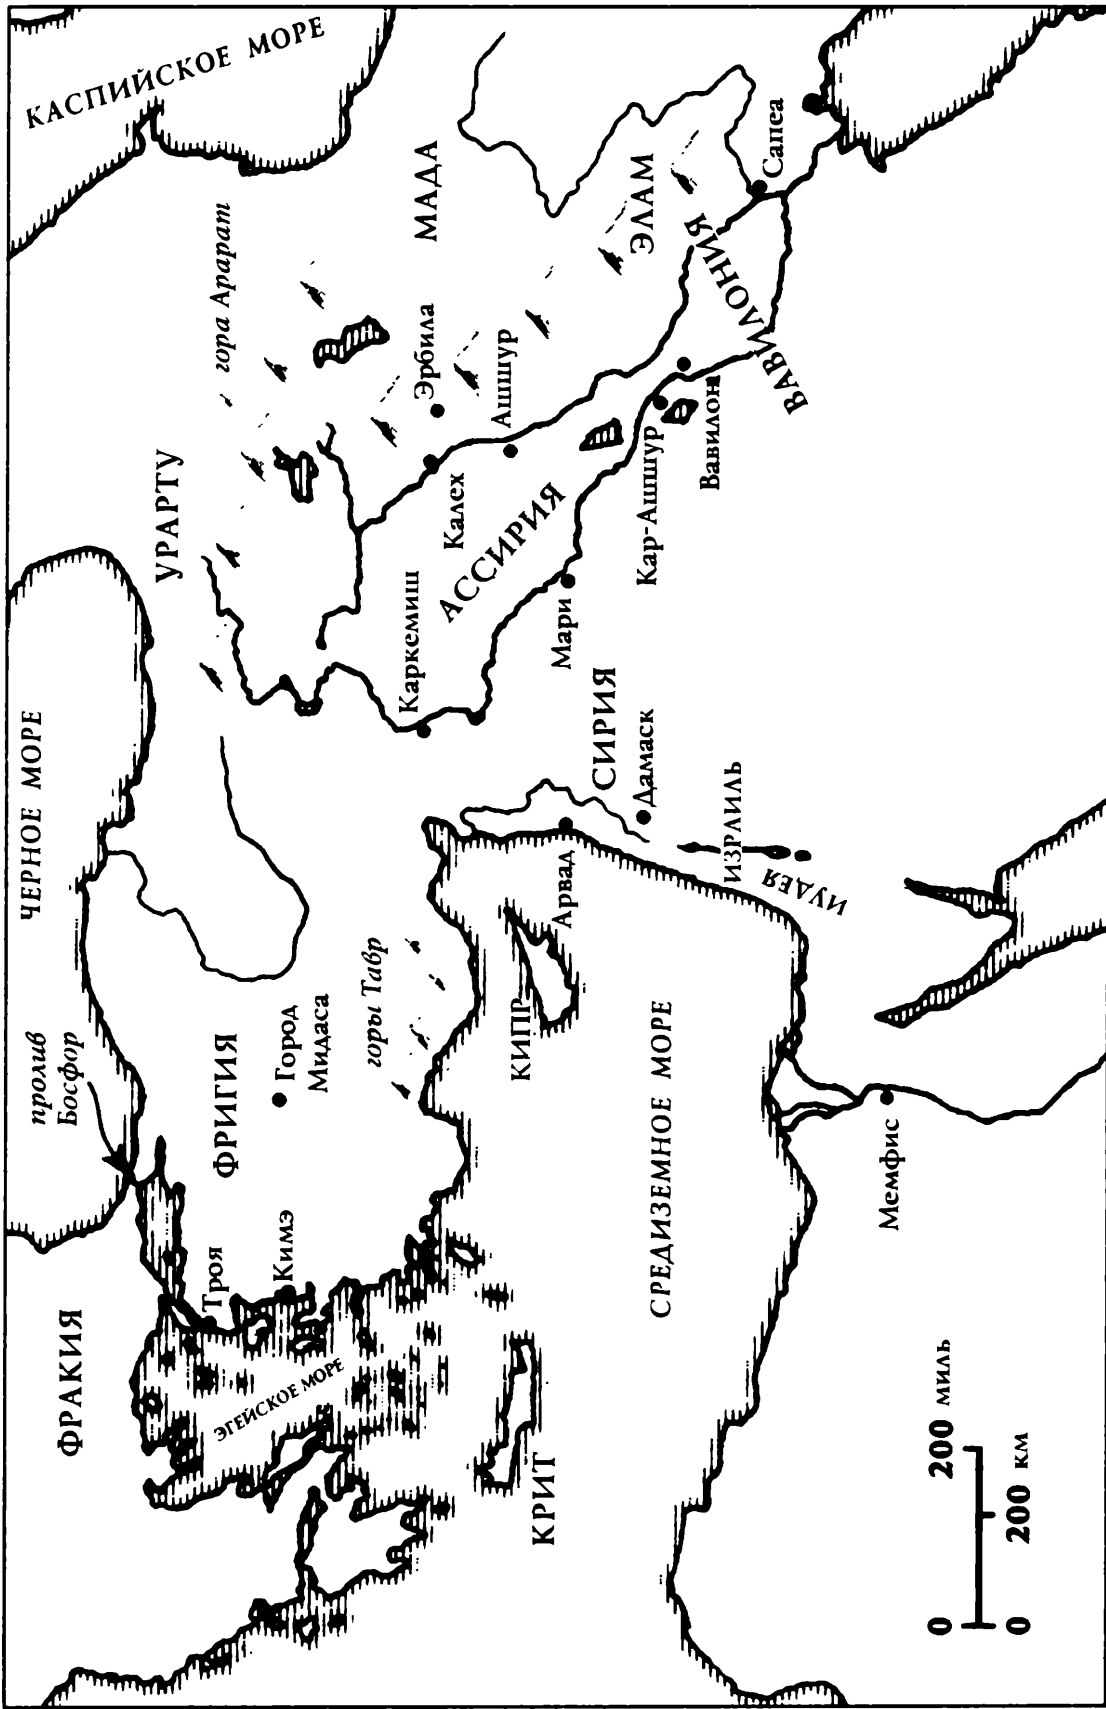 КАСПИЙСКОЕ МОРЕ
ЧЕРНОЕ МОРЕ
пролив
Босфор
ФРАКИЯ
УРАРТУ
гора Арарат
МАДА
ФРИГИЯ
Город
Мидаса
Троя
Кимэ
ЭГЕЙСКОЕ МОРЕ
горы Тавр
Каркемиш
Калех
Эрбила
Ашшур
АССИРИЯ
ЭЛАМ
Мари
Кар-Ашшур
Вавилон
ВАВИЛОНИЯ
Сапеа
КРИТ
КИПР
Арвад
СИРИЯ
Дамаск
ИЗРАИЛЬ
ИУДЕЯ
СРЕДИЗЕМНОЕ МОРЕ
Мемфис
0 200 миль
0 200 км